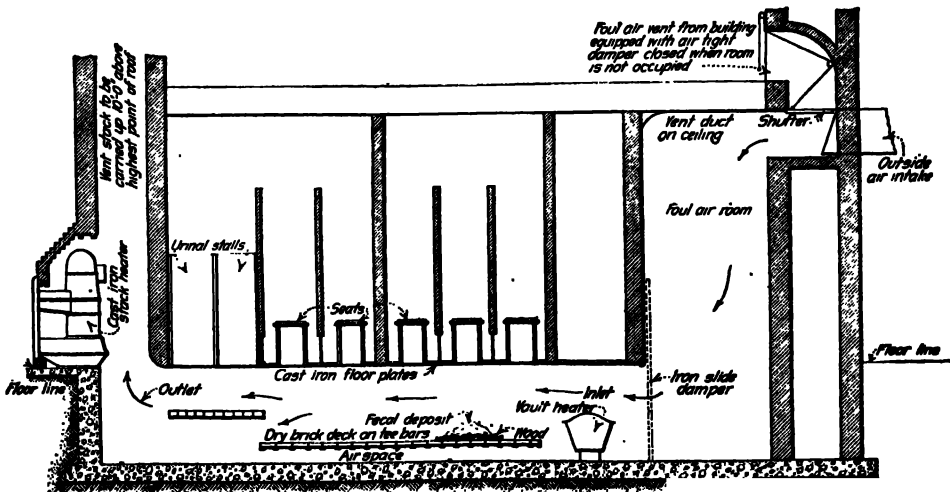 Foul air vent from building
equipped with air tight
damper closed when room
is not occupied
Vent stack to be
carried up 10'-0" above
highest point of roof
Vent duct
on ceiling
Shutter
Outside
air intake
Foul air room
Urinal stalls
Cast iron
stack heater
Seats
Floor line
Cast iron floor plates
Floor line
Outlet
Inlet
Iron slide
damper
Vault heater
Fecal deposit
Dry brick deck on tee bars
Wood
Air space